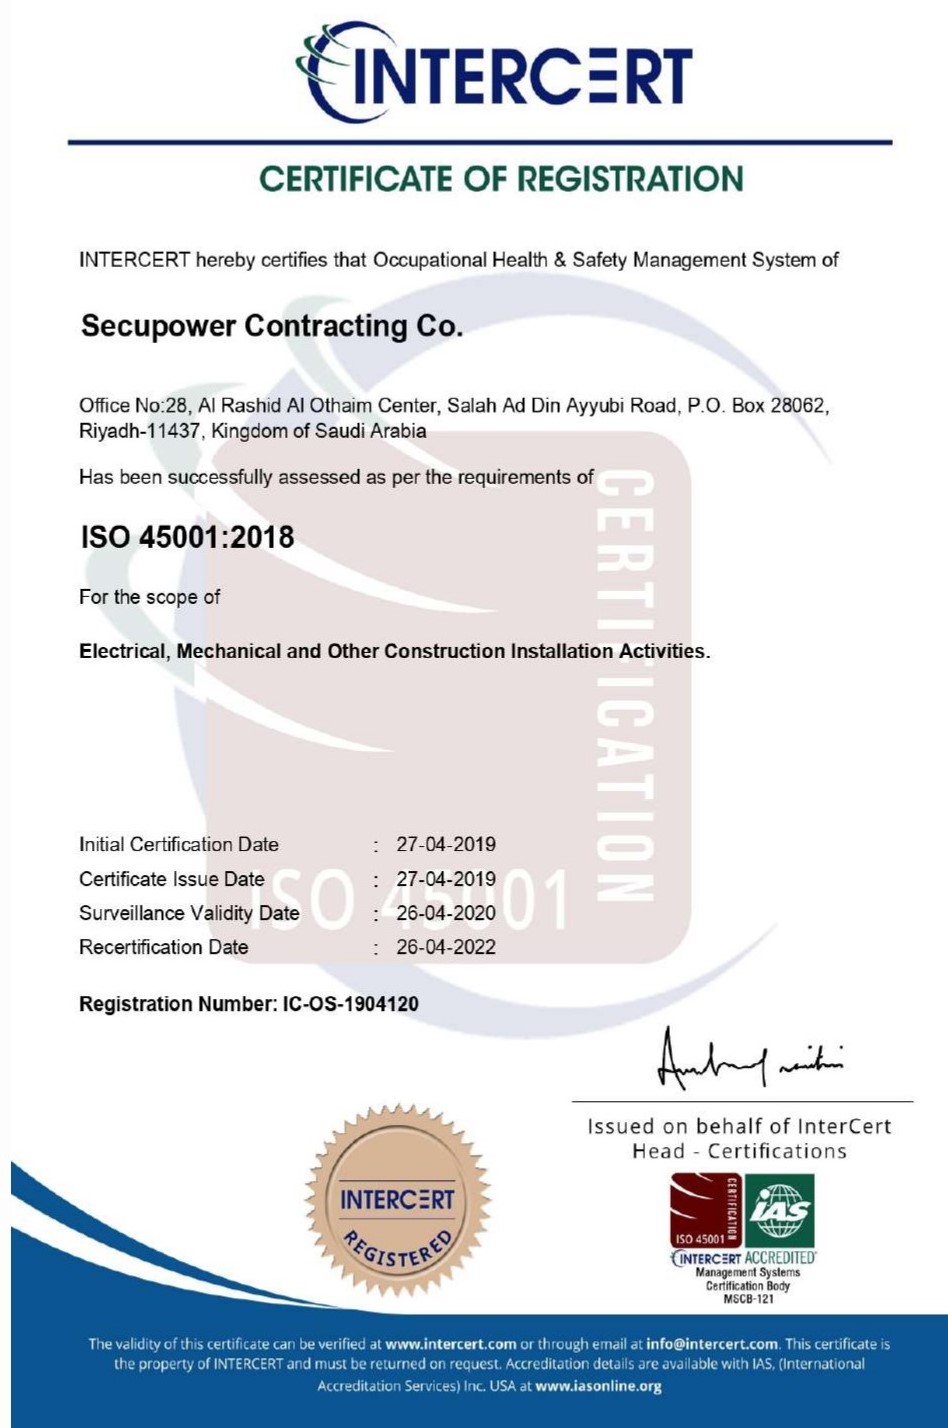 INTERCERT
CERTIFICATE OF REGISTRATION
INTERCERT hereby certifies that Occupational Health & Safety Management System of
Secupower Contracting Co.
Office No:28, Al Rashid Al Othaim Center, Salah Ad Din Ayyubi Road, P.O. Box 28062,
Riyadh-11437, Kingdom of Saudi Arabia
Has been successfully assessed as per the requirements of
ISO 45001:2018
For the scope of
Electrical, Mechanical and Other Construction Installation Activities.
CERTIFICATION
ISO 45001
Initial Certification Date : 27-04-2019
Certificate Issue Date : 27-04-2019
Surveillance Validity Date : 26-04-2020
Recertification Date : 26-04-2022
Registration Number: IC-OS-1904120
Issued on behalf of InterCert
Head - Certifications
INTERCERT
REGISTERED
CERTIFICATION
ISO 45001
IAS
INTERCERT ACCREDITED
Management Systems
Certification Body
MSCB-121
The validity of this certificate can be verified at www.intercert.com or through email at info@intercert.com. This certificate is
the property of INTERCERT and must be returned on request. Accreditation details are available with IAS, (International
Accreditation Services) Inc. USA at www.iasonline.org